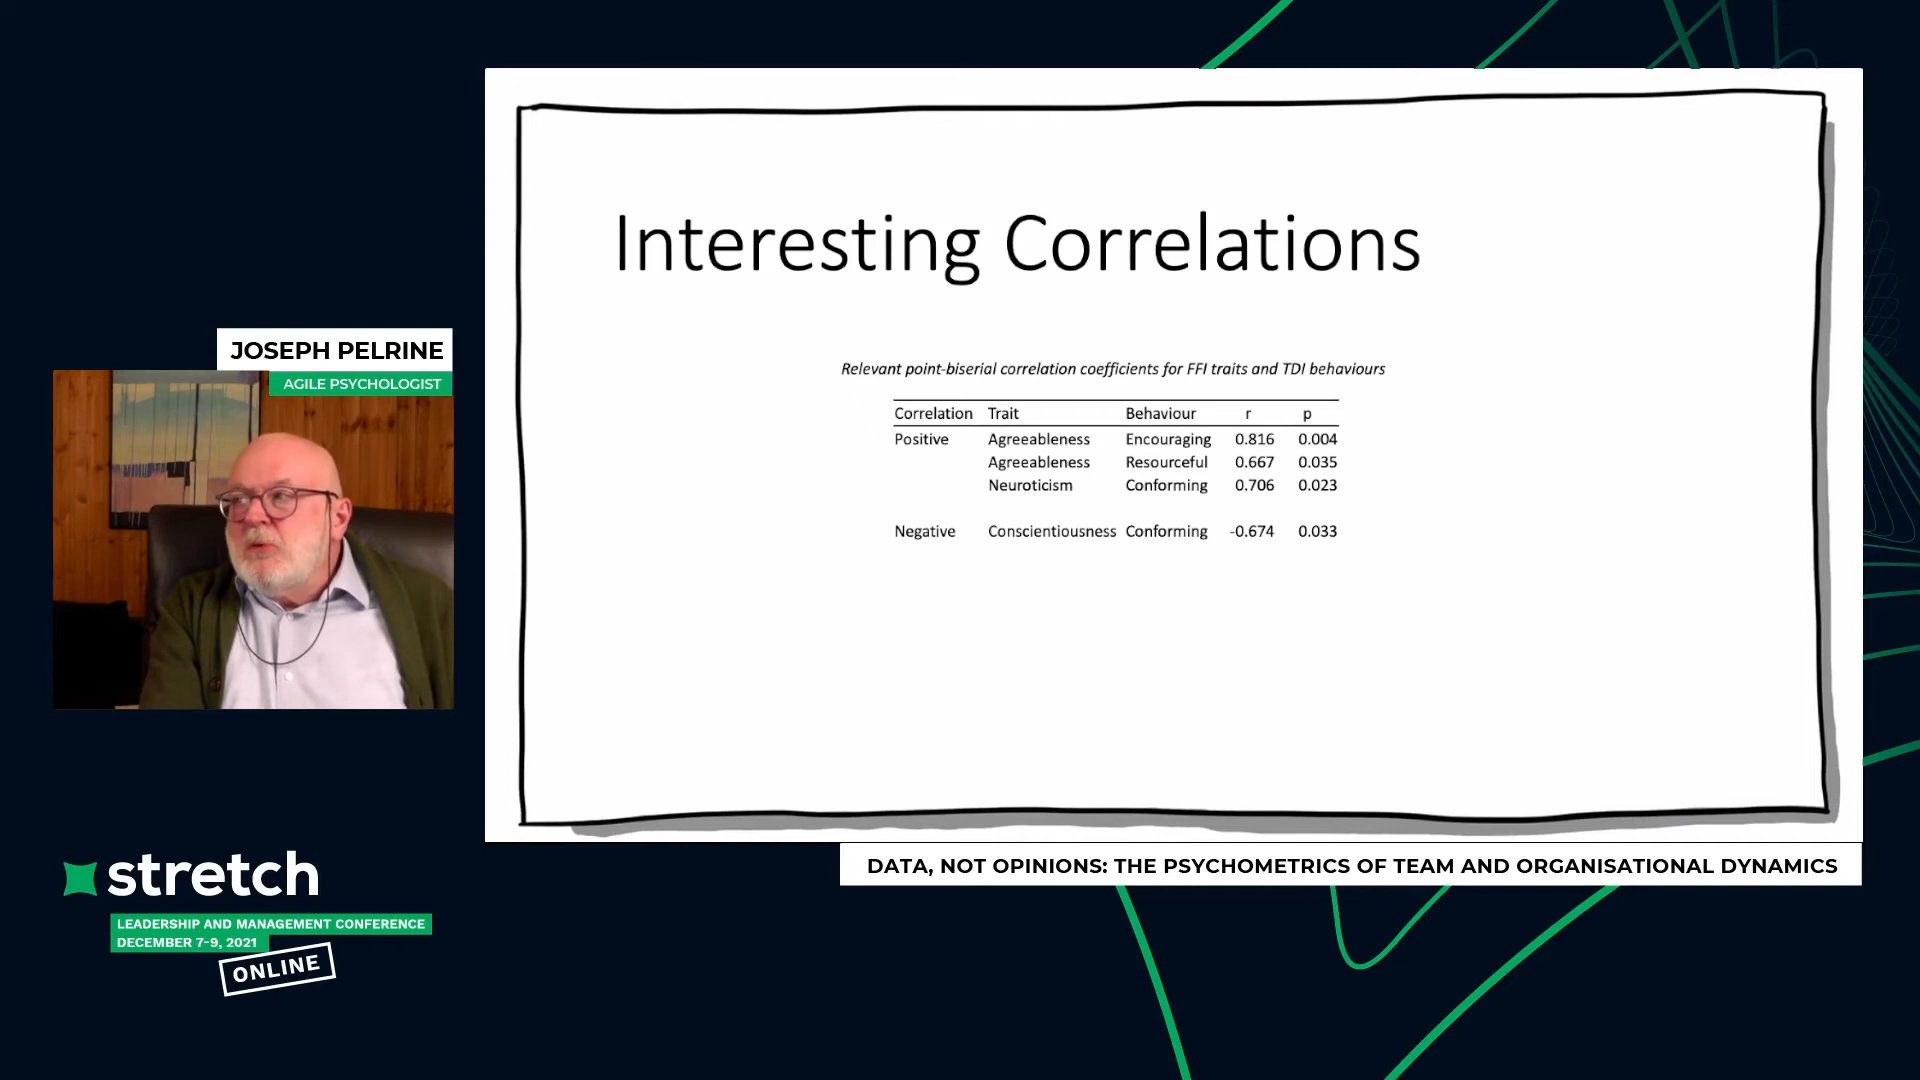 JOSEPH PELRINE
AGILE PSYCHOLOGIST
Interesting Correlations
Relevant point-biserial correlation coefficients for FFI traits and TDI behaviours
Correlation Trait Behaviour r p
Positive Agreeableness Encouraging 0.816 0.004
Agreeableness Resourceful 0.667 0.035
Neuroticism Conforming 0.706 0.023
Negative Conscientiousness Conforming -0.674 0.033
DATA, NOT OPINIONS: THE PSYCHOMETRICS OF TEAM AND ORGANISATIONAL DYNAMICS
stretch
LEADERSHIP AND MANAGEMENT CONFERENCE
DECEMBER 7-9, 2021
ONLINE